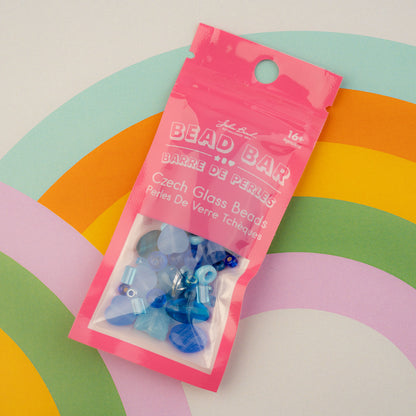 16+
BEAD BAR
BARRE DE PERLES
Czech Glass Beads
Perles De Verre Tchèques